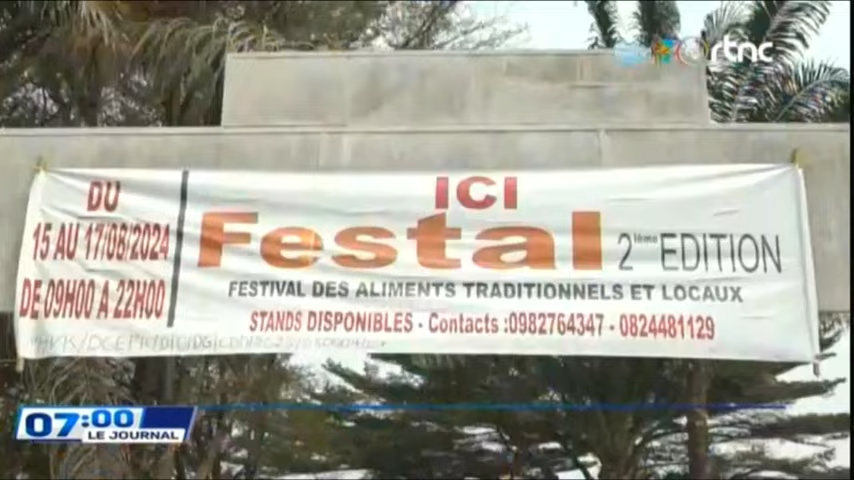 rtnc
DU
15 AU 17/08/2024
DE 09H00 A 22H00
ICI
Festal 2ième EDITION
FESTIVAL DES ALIMENTS TRADITIONNELS ET LOCAUX
STANDS DISPONIBLES - Contacts :0982764347 - 0824481129
07:00
LE JOURNAL